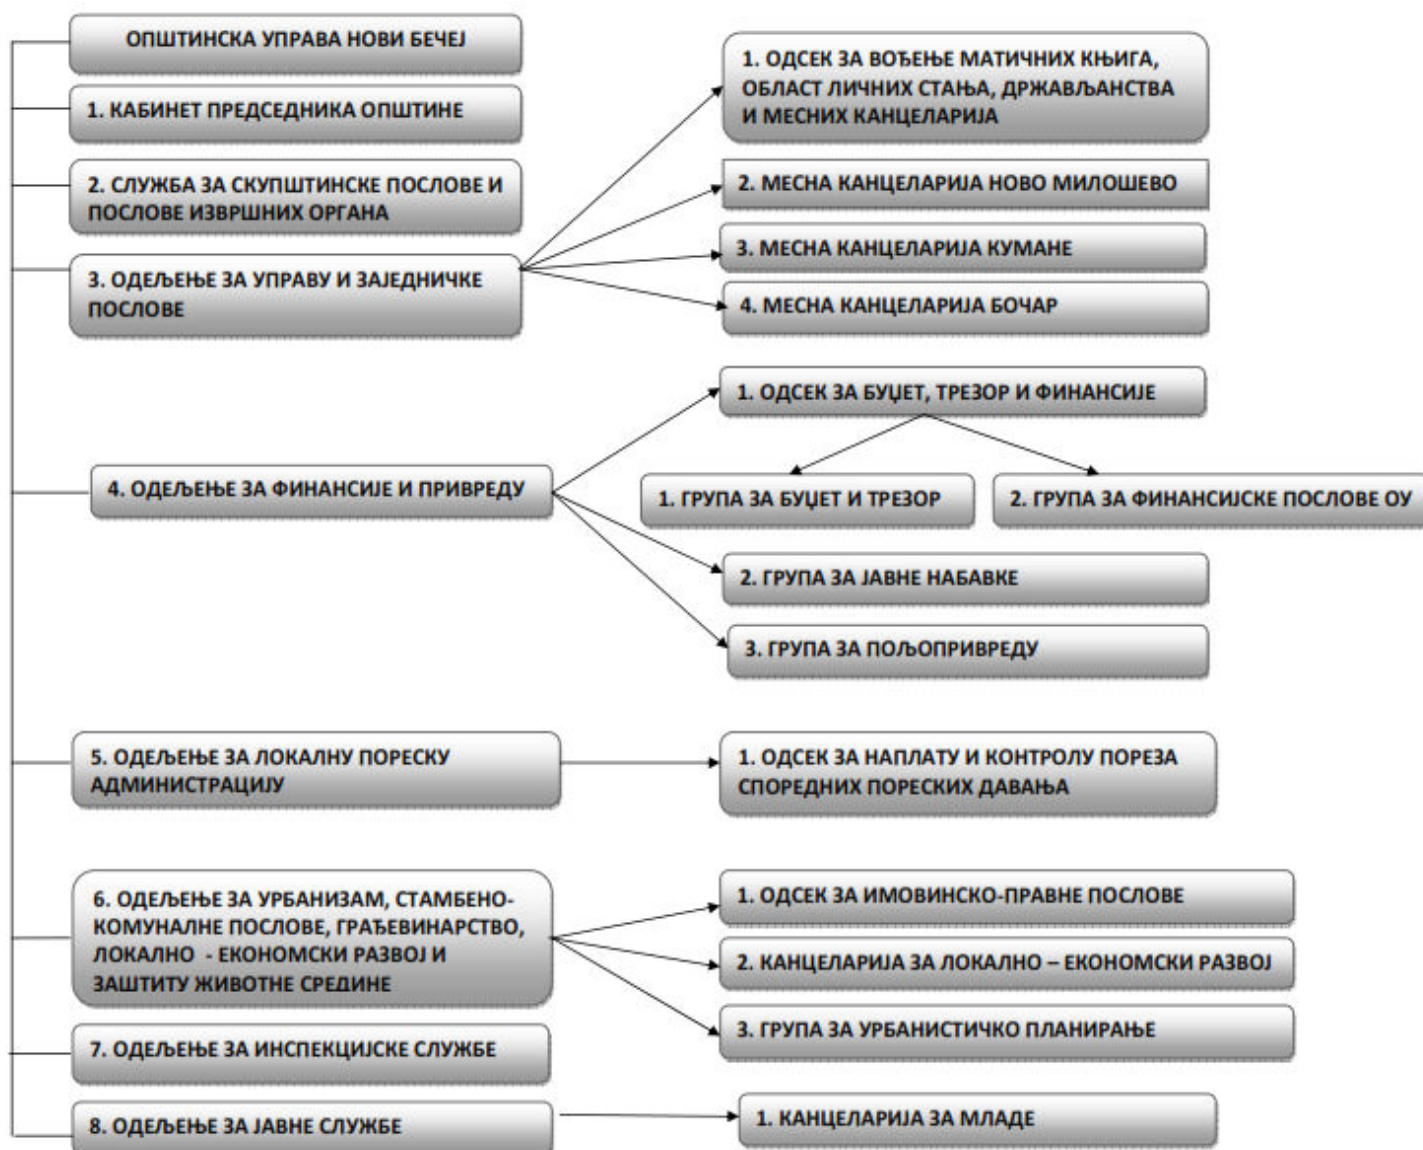 ОПШТИНСКА УПРАВА НОВИ БЕЧЕЈ
1. КАБИНЕТ ПРЕДСЕДНИКА ОПШТИНЕ
2. СЛУЖБА ЗА СКУПШТИНСКЕ ПОСЛОВЕ И
ПОСЛОВЕ ИЗВРШНИХ ОРГАНА
3. ОДЕЉЕЊЕ ЗА УПРАВУ И ЗАЈЕДНИЧКЕ
ПОСЛОВЕ
1. ОДСЕК ЗА ВОЂЕЊЕ МАТИЧНИХ КЊИГА,
ОБЛАСТ ЛИЧНИХ СТАЊА, ДРЖАВЉАНСТВА
И МЕСНИХ КАНЦЕЛАРИЈА
2. МЕСНА КАНЦЕЛАРИЈА НОВО МИЛОШЕВО
3. МЕСНА КАНЦЕЛАРИЈА КУМАНЕ
4. МЕСНА КАНЦЕЛАРИЈА БОЧАР
4. ОДЕЉЕЊЕ ЗА ФИНАНСИЈЕ И ПРИВРЕДУ
1. ОДСЕК ЗА БУЏЕТ, ТРЕЗОР И ФИНАНСИЈЕ
1. ГРУПА ЗА БУЏЕТ И ТРЕЗОР
2. ГРУПА ЗА ФИНАНСИЈСКЕ ПОСЛОВЕ ОУ
2. ГРУПА ЗА ЈАВНЕ НАБАВКЕ
3. ГРУПА ЗА ПОЉОПРИВРЕДУ
5. ОДЕЉЕЊЕ ЗА ЛОКАЛНУ ПОРЕСКУ
АДМИНИСТРАЦИЈУ
1. ОДСЕК ЗА НАПЛАТУ И КОНТРОЛУ ПОРЕЗА
СПОРЕДНИХ ПОРЕСКИХ ДАВАЊА
6. ОДЕЉЕЊЕ ЗА УРБАНИЗАМ, СТАМБЕНО-
КОМУНАЛНЕ ПОСЛОВЕ, ГРАЂЕВИНАРСТВО,
ЛОКАЛНО - ЕКОНОМСКИ РАЗВОЈ И
ЗАШТИТУ ЖИВОТНЕ СРЕДИНЕ
1. ОДСЕК ЗА ИМОВИНСКО-ПРАВНЕ ПОСЛОВЕ
2. КАНЦЕЛАРИЈА ЗА ЛОКАЛНО – ЕКОНОМСКИ РАЗВОЈ
3. ГРУПА ЗА УРБАНИСТИЧКО ПЛАНИРАЊЕ
7. ОДЕЉЕЊЕ ЗА ИНСПЕКЦИЈСКЕ СЛУЖБЕ
8. ОДЕЉЕЊЕ ЗА ЈАВНЕ СЛУЖБЕ
1. КАНЦЕЛАРИЈА ЗА МЛАДЕ